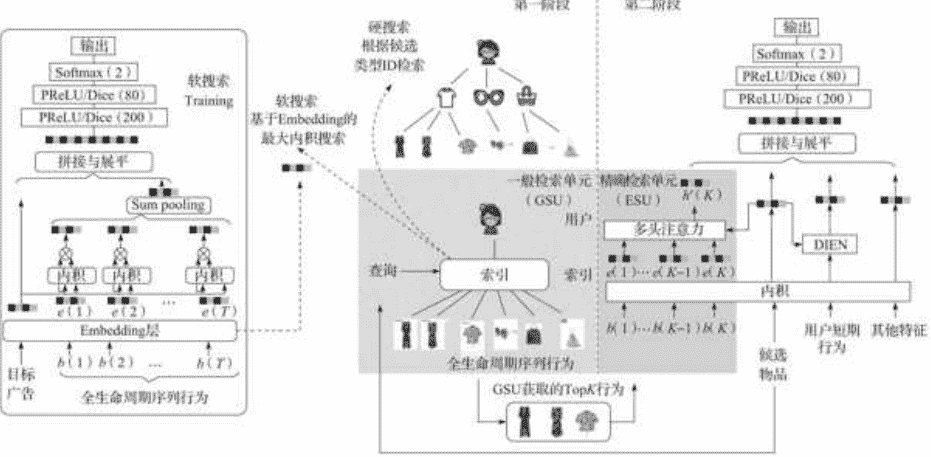 第一阶段
第二阶段
输出
Softmax（2）
PReLU/Dice（80）
PReLU/Dice（200）
拼接与展平
Sum pooling
内积
内积
内积
e(1)
e(2)
…
e(T)
Embedding层
b(1)
b(2)
…
b(T)
目标
广告
全生命周期序列行为
软搜索
Training
软搜索
基于Embedding的
最大内积搜索
硬搜索
根据候选
类型ID检索
一般检索单元
（GSU）
用户
查询
索引
索引
全生命周期序列行为
GSU获取的TopK行为
精确检索单元
（ESU）
h'(K)
多头注意力
e(1)…e(K-1)e(K)
内积
b(1)…b(K-1)b(K)
输出
Softmax（2）
PReLU/Dice（80）
PReLU/Dice（200）
拼接与展平
DIEN
候选
物品
用户短期
行为
其他特征